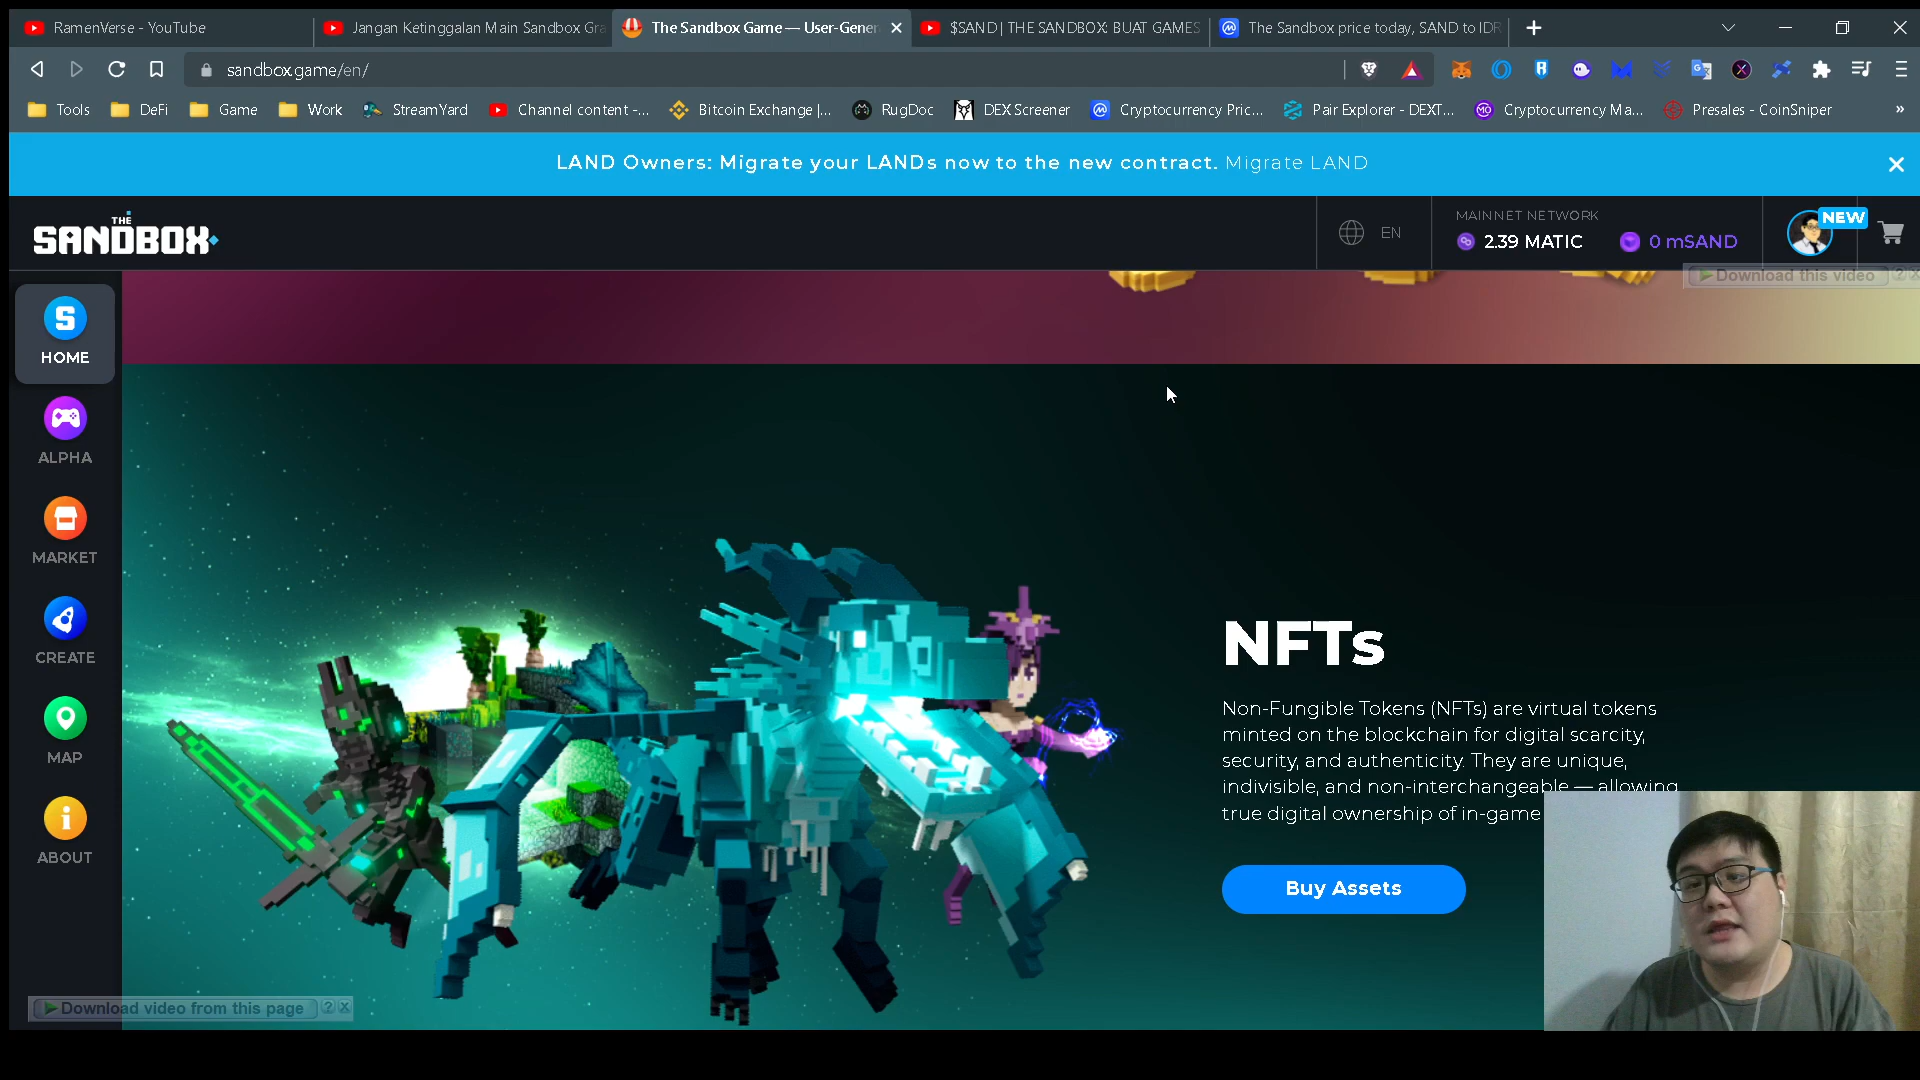 RamenVerse - YouTube
Jangan Ketinggalan Main Sandbox Gra
The Sandbox Game — User-Gener
$SAND | THE SANDBOX: BUAT GAMES
The Sandbox price today, SAND to IDR
sandbox.game/en/
Tools
DeFi
Game
Work
StreamYard
Channel content -...
Bitcoin Exchange |...
RugDoc
DEX Screener
Cryptocurrency Pric...
Pair Explorer - DEXT...
Cryptocurrency Ma...
Presales - CoinSniper
»
LAND Owners: Migrate your LANDs now to the new contract. Migrate LAND
THE
SANDBOX
EN
MAINNET NETWORK
2.39 MATIC
0 mSAND
NEW
Download this video
HOME
ALPHA
MARKET
CREATE
MAP
ABOUT
NFTs
Non-Fungible Tokens (NFTs) are virtual tokens
minted on the blockchain for digital scarcity,
security, and authenticity. They are unique,
indivisible, and non-interchangeable — allowing
true digital ownership of in-game
Buy Assets
Download video from this page